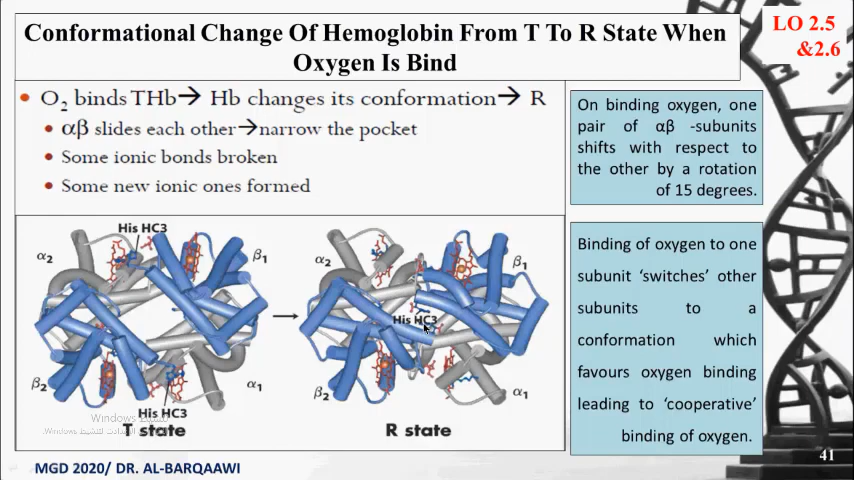 Conformational Change Of Hemoglobin From T To R State When
Oxygen Is Bind
LO 2.5
&2.6
• O₂ binds THb→ Hb changes its conformation→ R
• αβ slides each other→narrow the pocket
• Some ionic bonds broken
• Some new ionic ones formed
On binding oxygen, one
pair of αβ -subunits
shifts with respect to
the other by a rotation
of 15 degrees.
Binding of oxygen to one
subunit ‘switches’ other
subunits to a
conformation which
favours oxygen binding
leading to ‘cooperative’
binding of oxygen.
His HC3
α₂
β₁
β₂
α₁
His HC3
T state
α₂
β₁
His HC3
β₂
α₁
R state
Windows
Windows
MGD 2020/ DR. AL-BARQAAWI
41